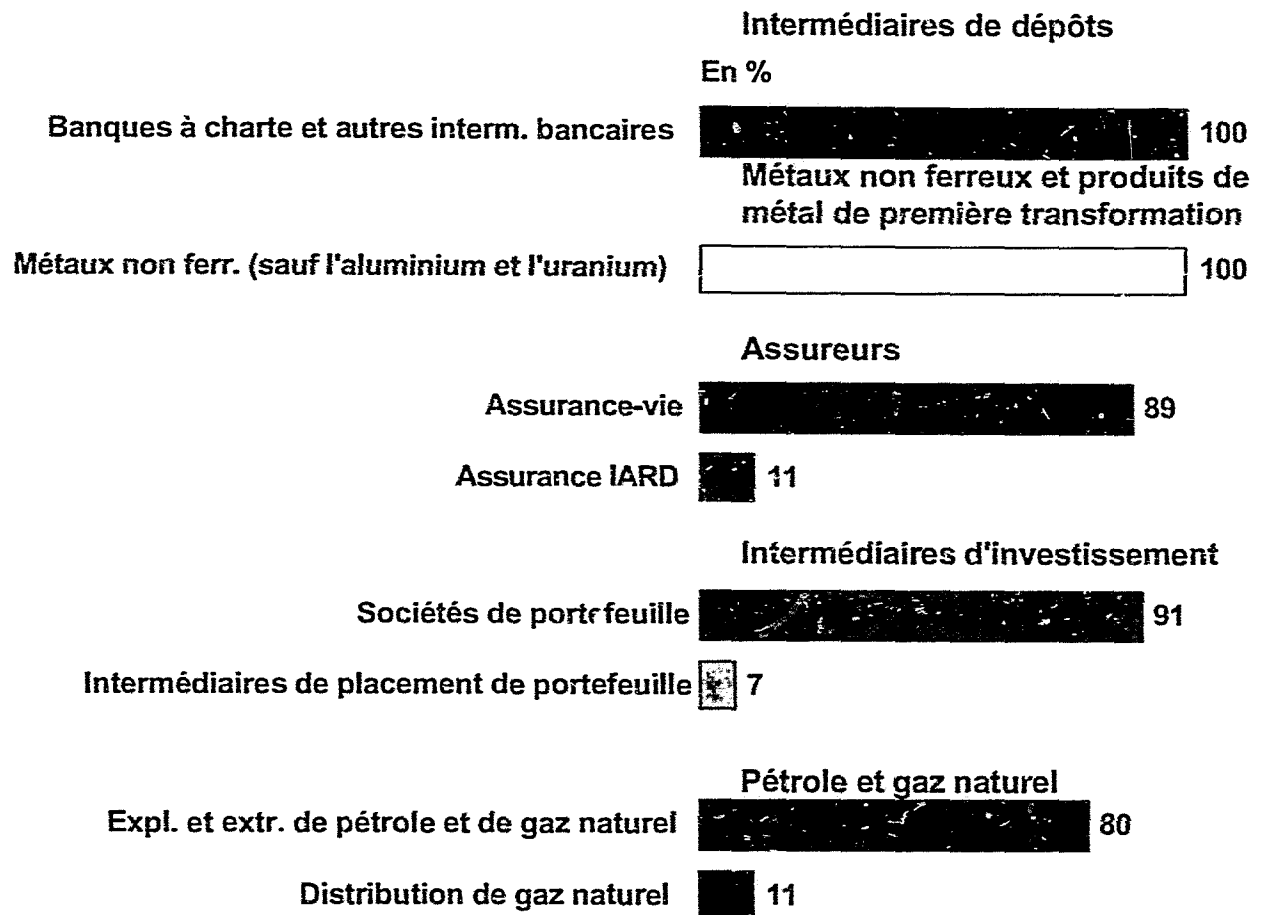 Intermédiaires de dépôts
En %
Banques à charte et autres interm. bancaires 100
Métaux non ferreux et produits de
métal de première transformation
Métaux non ferr. (sauf l'aluminium et l'uranium) 100
Assureurs
Assurance-vie 89
Assurance IARD 11
Intermédiaires d'investissement
Sociétés de portefeuille 91
Intermédiaires de placement de portefeuille 7
Pétrole et gaz naturel
Expl. et extr. de pétrole et de gaz naturel 80
Distribution de gaz naturel 11